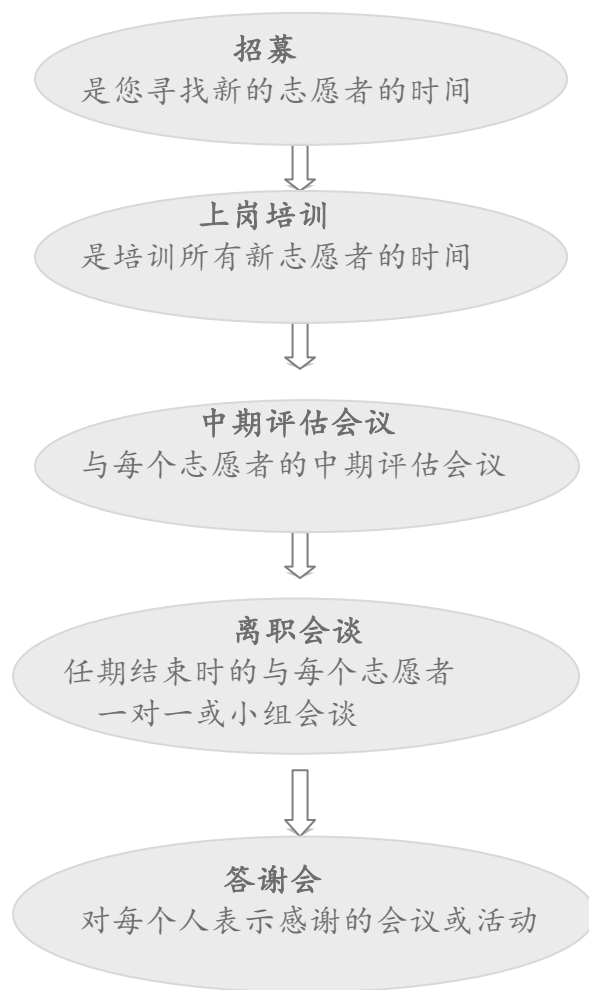 招募
是您寻找新的志愿者的时间
上岗培训
是培训所有新志愿者的时间
中期评估会议
与每个志愿者的中期评估会议
离职会谈
任期结束时的与每个志愿者
一对一或小组会谈
答谢会
对每个人表示感谢的会议或活动